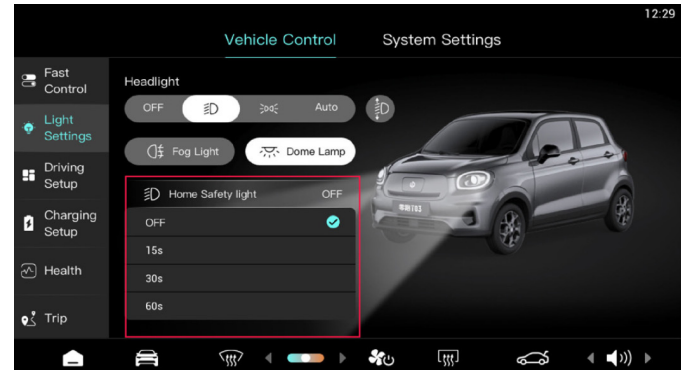 12:29
Vehicle Control System Settings
Fast
Control
Light
Settings
Driving
Setup
Charging
Setup
Health
Trip
Headlight
OFF Auto
Fog Light Dome Lamp
Home Safety light OFF
OFF
15s
30s
60s